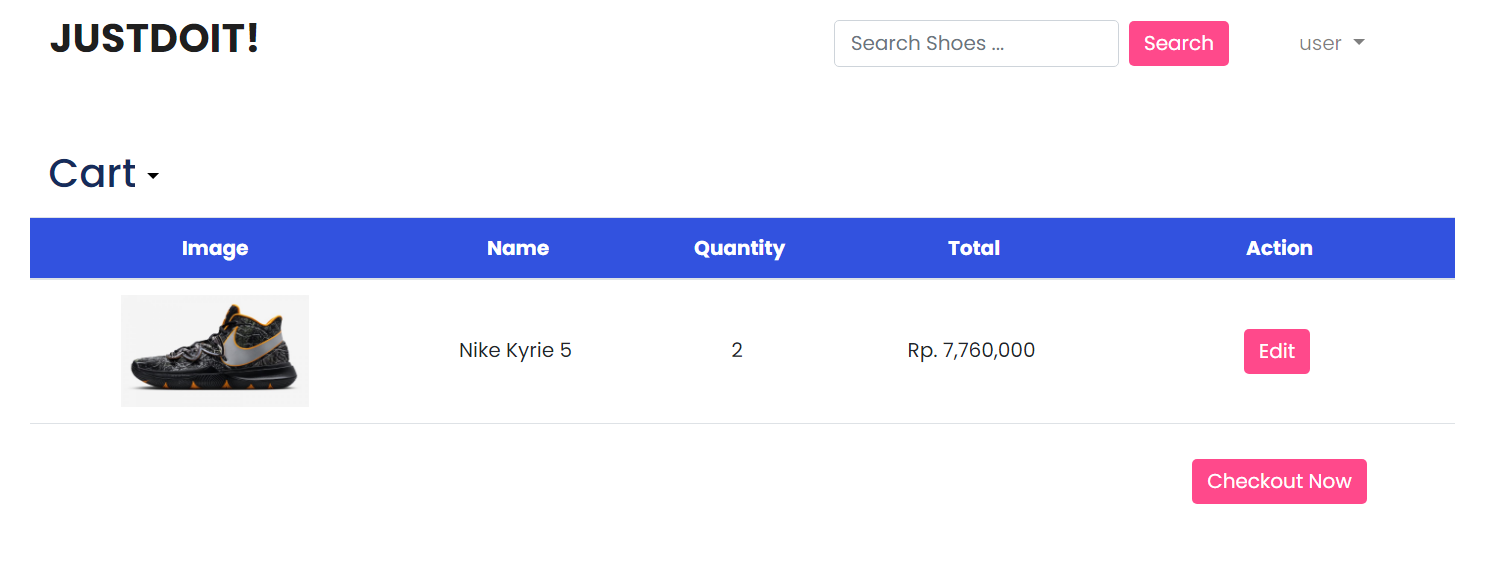 JUSTDOIT!
Search Shoes ...
Search
user
Cart
Image Name Quantity Total Action
Nike Kyrie 5 2 Rp. 7,760,000 Edit
Checkout Now